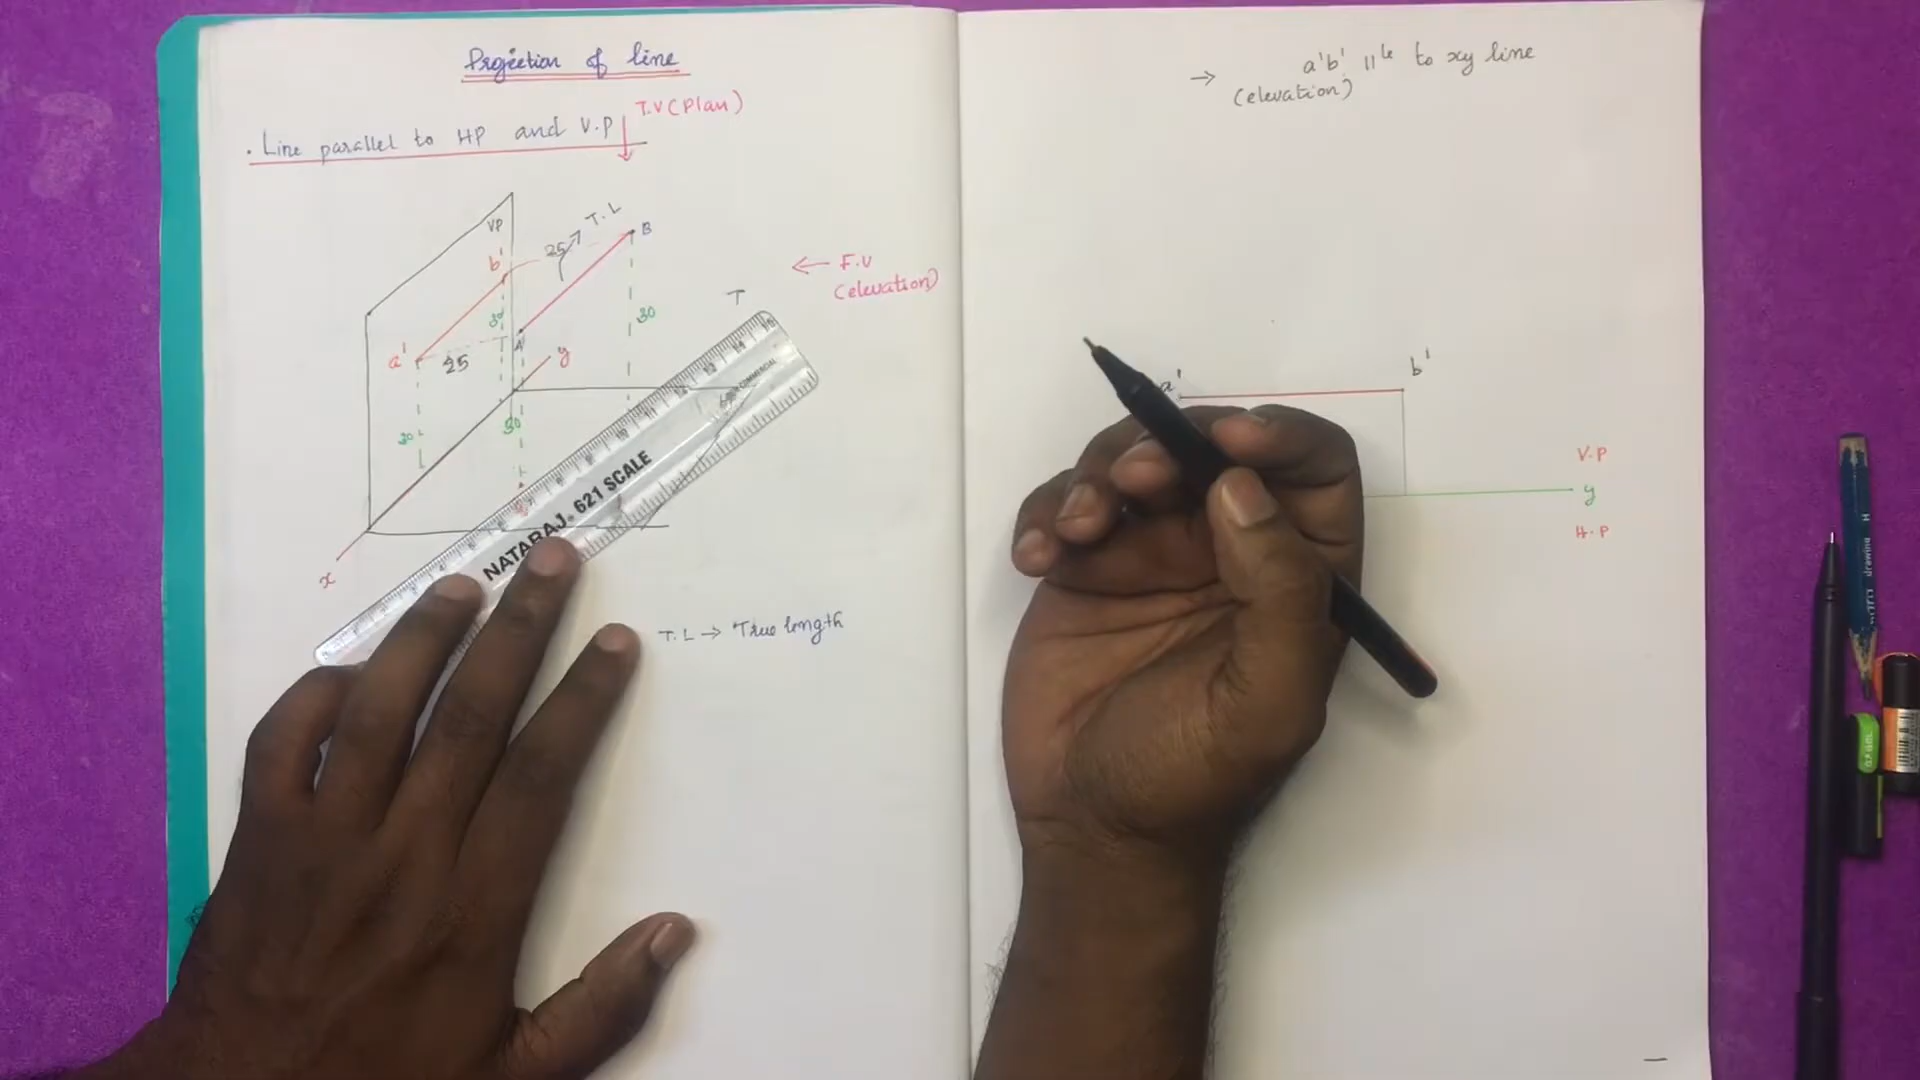 Projection of line
T.V (Plan)
. Line parallel to HP and V.P
VP
T.L
b'
25
B
← F.V
(elevation)
30
30
T
a'
25
A
y
30
30
x
NATARAJ 621 SCALE
T.L → True length
→ a'b' ||le to xy line
(elevation)
a'
b'
V.P
y
H.P
drawing
H